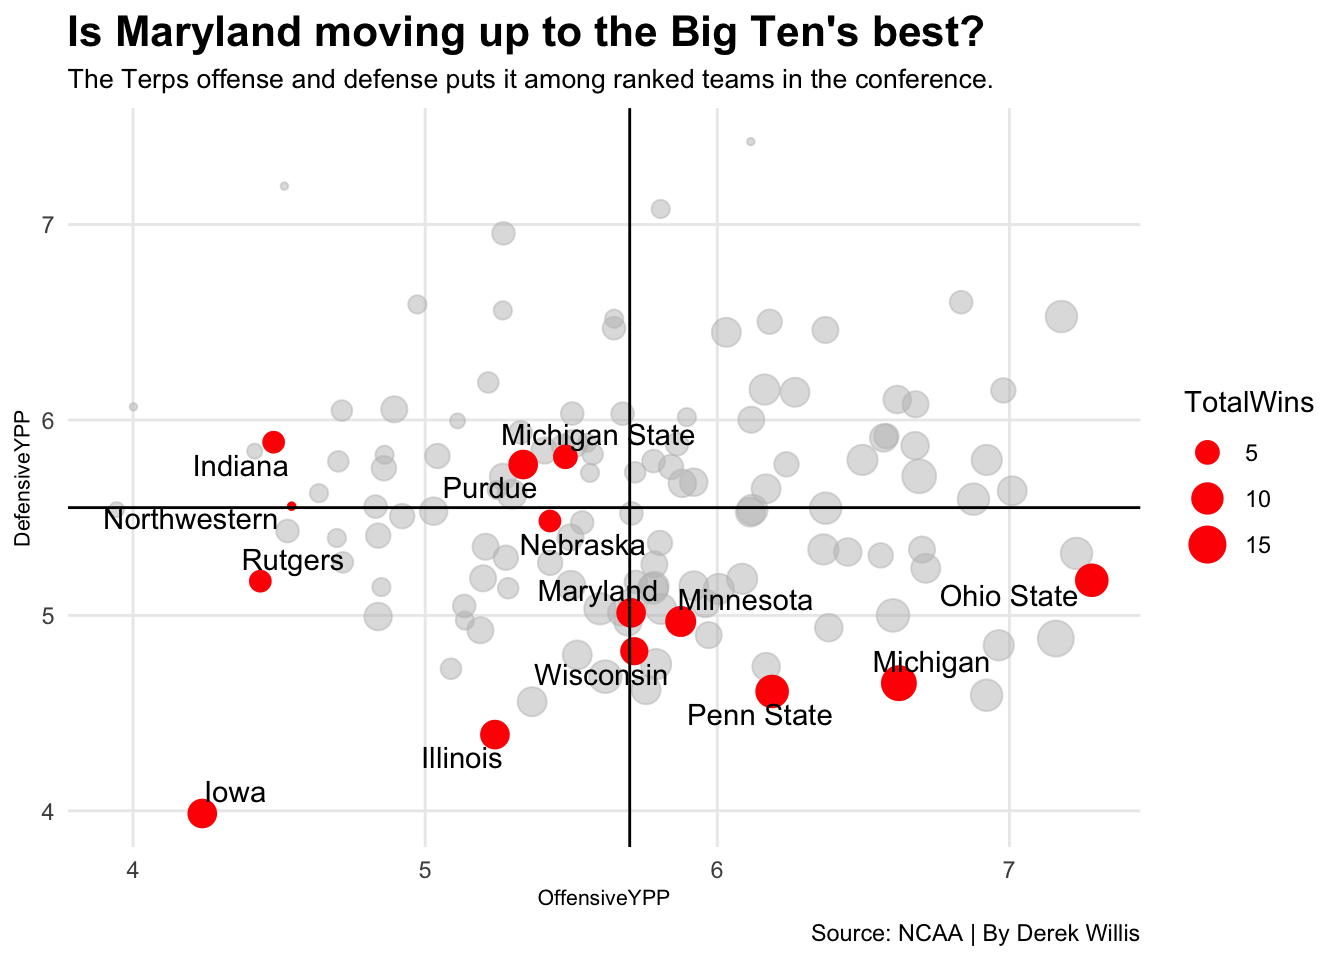 Is Maryland moving up to the Big Ten's best?
The Terps offense and defense puts it among ranked teams in the conference.
7
6
5
4
DefensiveYPP
Michigan State
Indiana
Purdue
Northwestern
Nebraska
Rutgers
Maryland
Minnesota
Ohio State
Wisconsin
Michigan
Penn State
Illinois
Iowa
4 5 6 7
OffensiveYPP
TotalWins
5
10
15
Source: NCAA | By Derek Willis